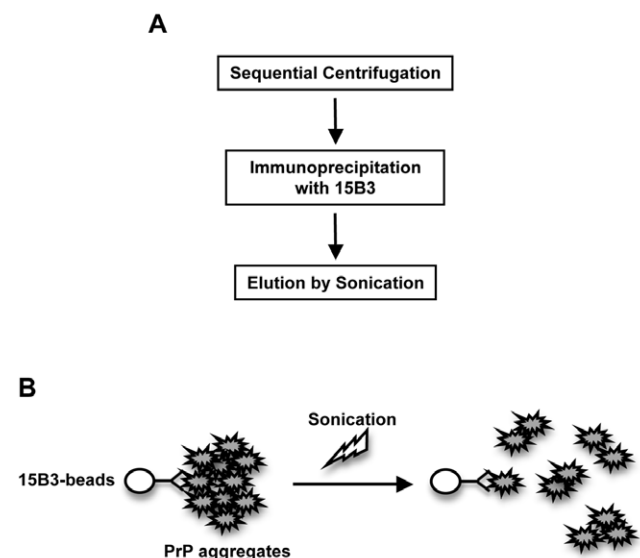 A
Sequential Centrifugation
Immunoprecipitation
with 15B3
Elution by Sonication
B
Sonication
15B3-beads
PrP aggregates